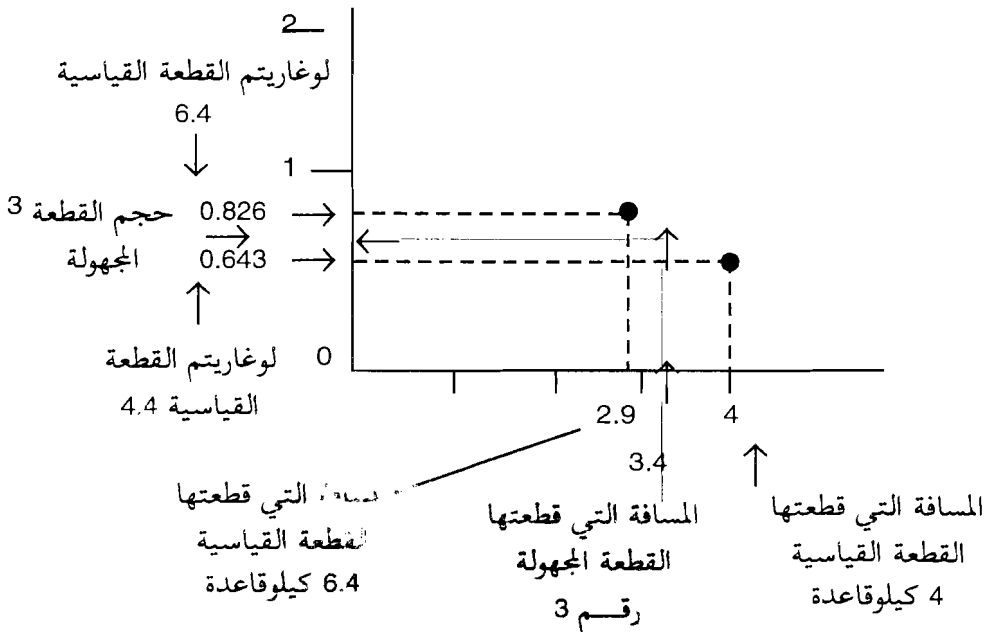 2
لوغاريتم القطعة القياسية
6.4
1
حجم القطعة 3
0.826
المجهولة
0.643
0
لوغاريتم القطعة
القياسية 4.4
2.9
4
3.4
التي قطعتها
القطعة القياسية
6.4 كيلوقاعدة
المسافة التي قطعتها
القطعة المجهولة
رقم 3
المسافة التي قطعتها
القطعة القياسية
4 كيلوقاعدة